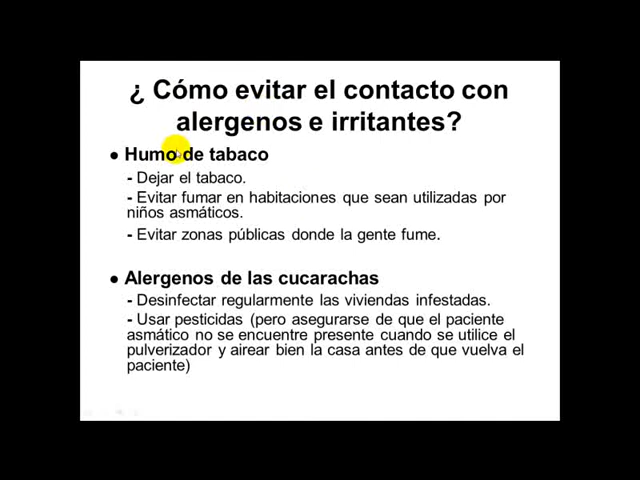 ¿ Cómo evitar el contacto con
alergenos e irritantes?
● Humo de tabaco
- Dejar el tabaco.
- Evitar fumar en habitaciones que sean utilizadas por
niños asmáticos.
- Evitar zonas públicas donde la gente fume.
● Alergenos de las cucarachas
- Desinfectar regularmente las viviendas infestadas.
- Usar pesticidas (pero asegurarse de que el paciente
asmático no se encuentre presente cuando se utilice el
pulverizador y airear bien la casa antes de que vuelva el
paciente)